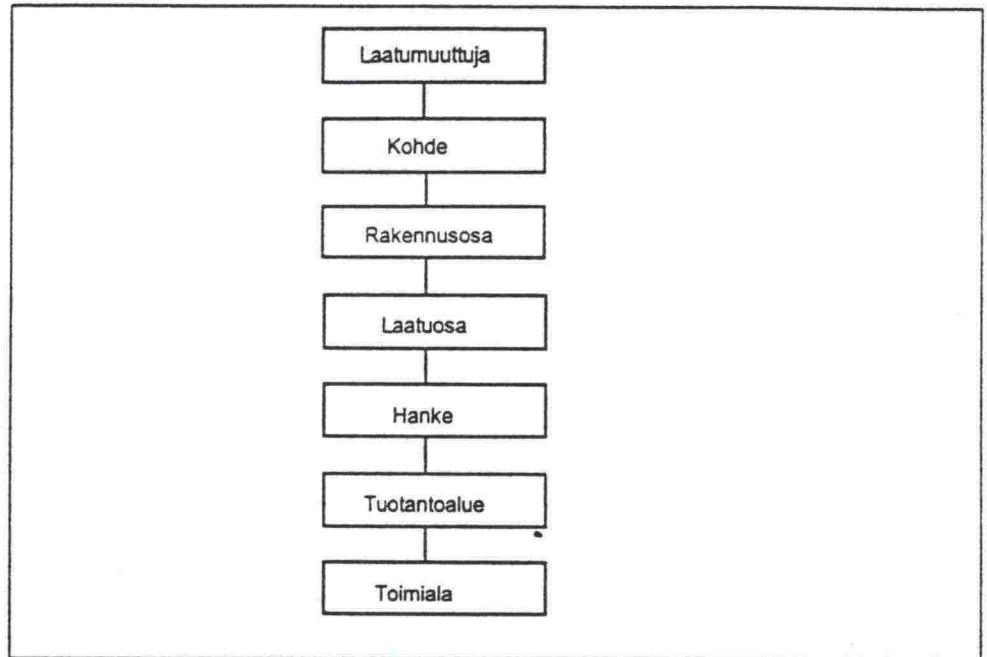 Laatumuuttuja
Kohde
Rakennusosa
Laatuosa
Hanke
Tuotantoalue
Toimiala